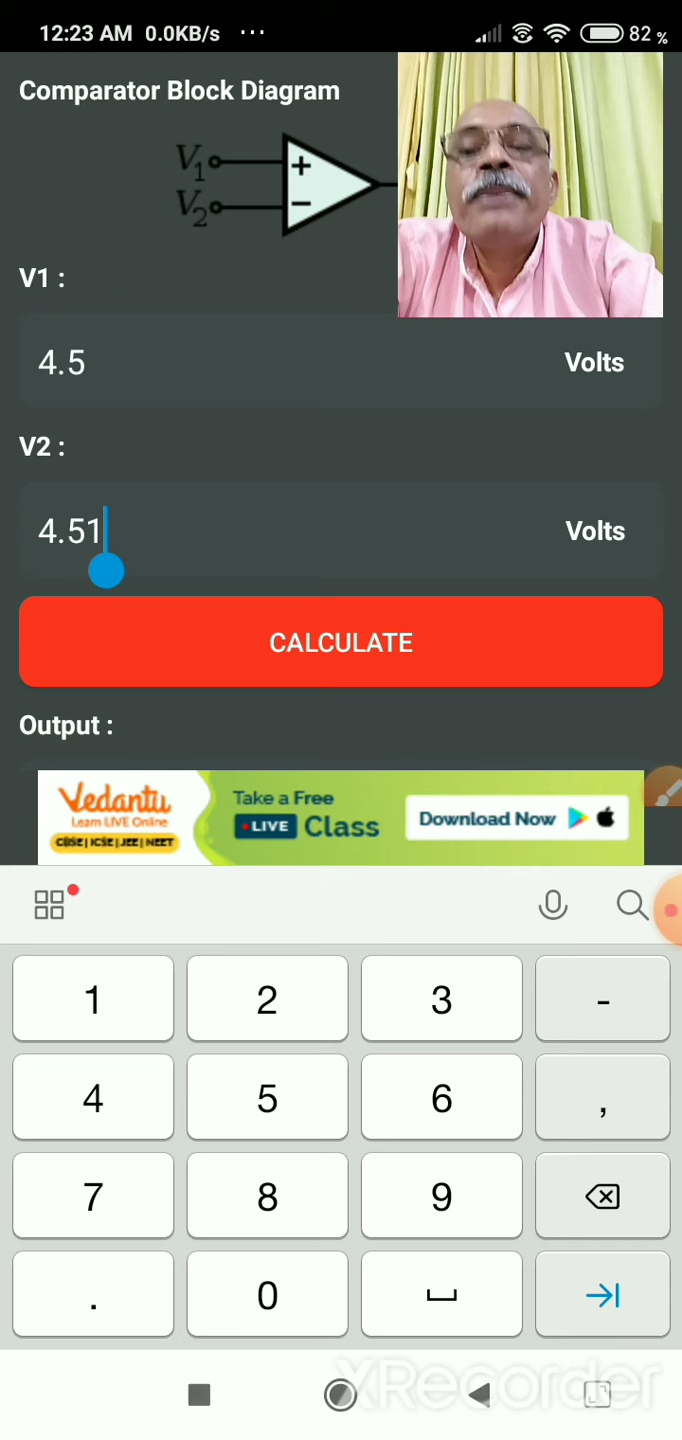 12:23 AM 0.0KB/s ... 82 %
Comparator Block Diagram
V1
+
V2
−
V1 :
4.5 Volts
V2 :
4.51 Volts
CALCULATE
Output :
Vedantu
Learn LIVE Online
CBSE | ICSE | JEE | NEET
Take a Free
LIVE Class
Download Now
1 2 3 -
4 5 6 ,
7 8 9
. 0
XRecorder